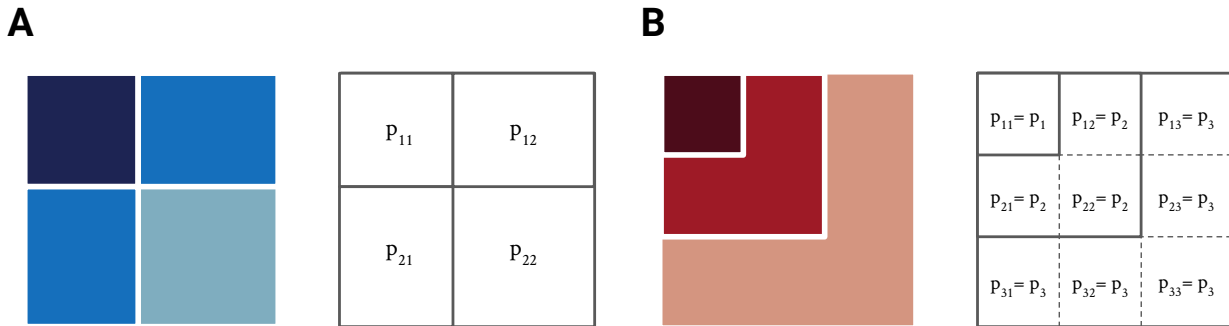 A
B
p₁₁ p₁₂
p₂₁ p₂₂
p₁₁= p₁ p₁₂= p₂ p₁₃= p₃
p₂₁= p₂ p₂₂= p₂ p₂₃= p₃
p₃₁= p₃ p₃₂= p₃ p₃₃= p₃